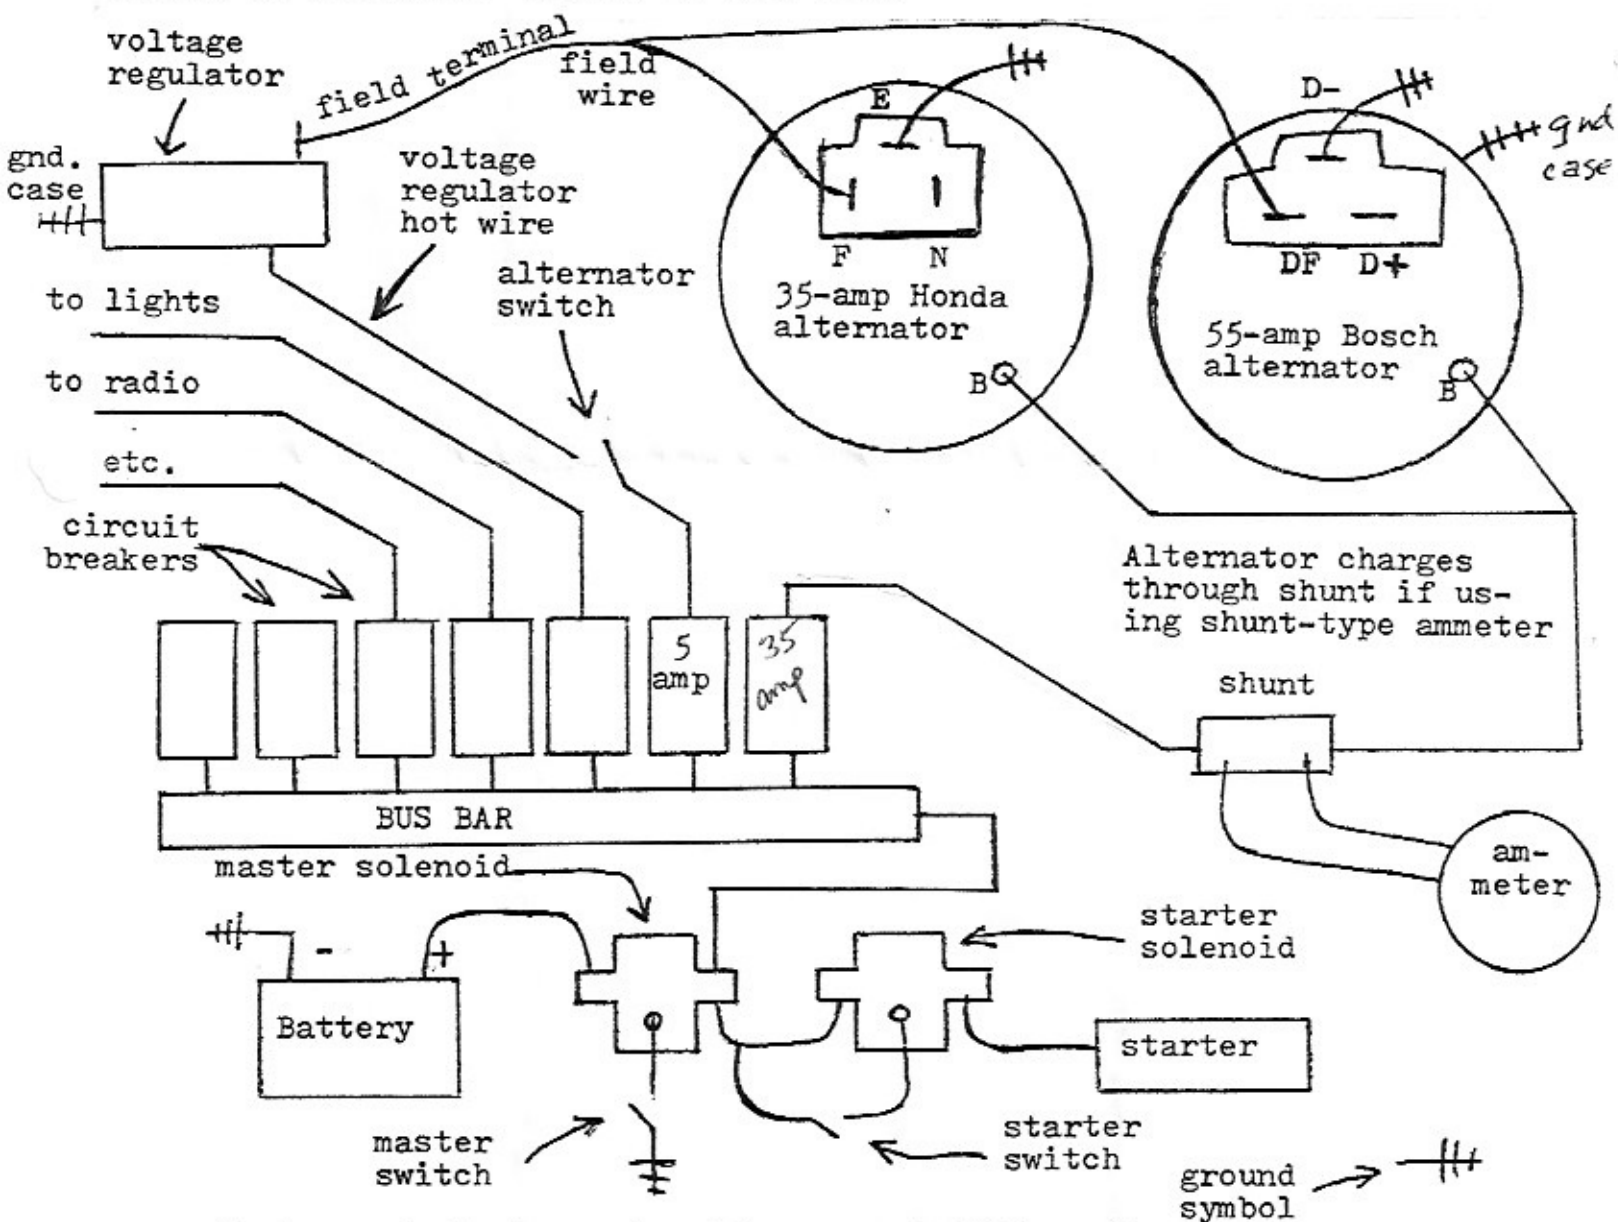 voltage
regulator
field terminal
field
wire
gnd.
case
voltage
regulator
hot wire
alternator
switch
E
F
N
35-amp Honda
alternator
B
D-
gnd
case
DF
D+
55-amp Bosch
alternator
B
to lights
to radio
etc.
circuit
breakers
5
amp
35
amp
Alternator charges
through shunt if us-
ing shunt-type ammeter
shunt
BUS BAR
am-
meter
master solenoid
starter
solenoid
-
+
Battery
starter
master
switch
starter
switch
ground
symbol